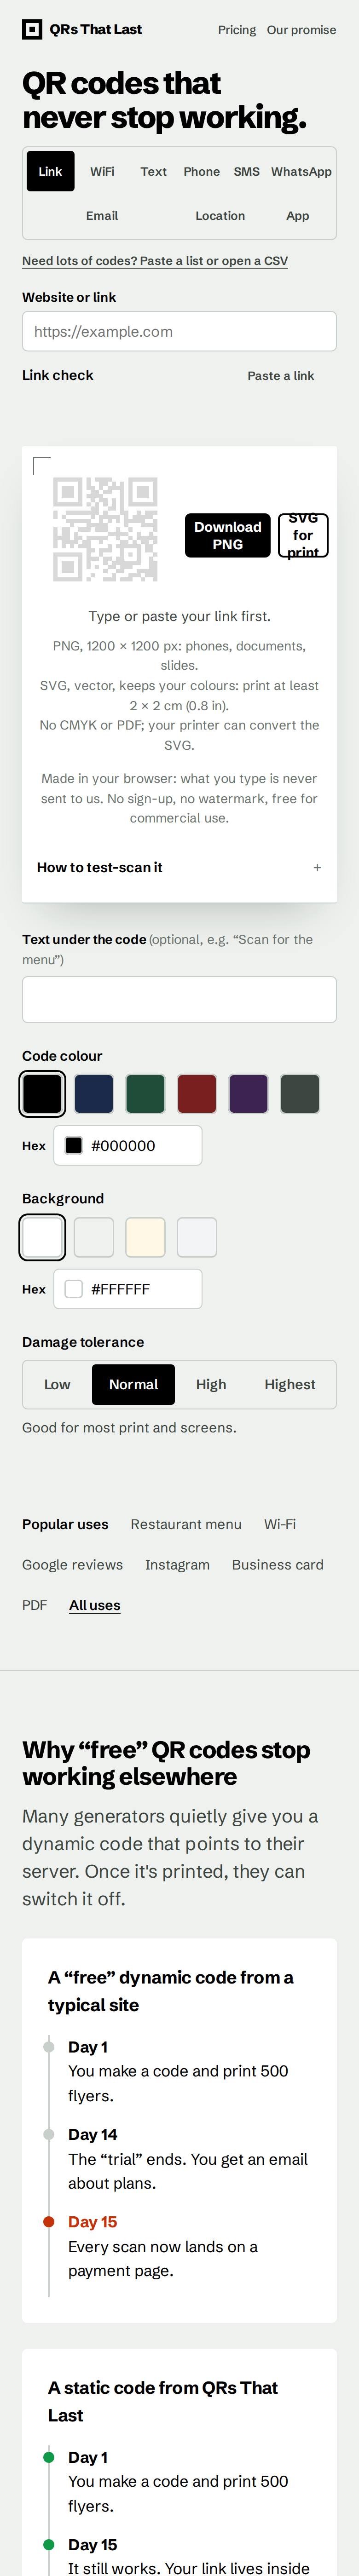 QRs That Last
Pricing Our promise
QR codes that
never stop working.
Link WiFi Text Phone SMS WhatsApp
Email Location App
Need lots of codes? Paste a list or open a CSV
Website or link
https://example.com
Link check Paste a link
Download
PNG
SVG
for
print
Type or paste your link first.
PNG, 1200 × 1200 px: phones, documents,
slides.
SVG, vector, keeps your colours: print at least
2 × 2 cm (0.8 in).
No CMYK or PDF; your printer can convert the
SVG.
Made in your browser: what you type is never
sent to us. No sign-up, no watermark, free for
commercial use.
How to test-scan it +
Text under the code (optional, e.g. “Scan for the
menu”)
Code colour
Hex #000000
Background
Hex #FFFFFF
Damage tolerance
Low Normal High Highest
Good for most print and screens.
Popular uses Restaurant menu Wi-Fi
Google reviews Instagram Business card
PDF All uses
Why “free” QR codes stop
working elsewhere
Many generators quietly give you a
dynamic code that points to their
server. Once it's printed, they can
switch it off.
A “free” dynamic code from a
typical site
Day 1
You make a code and print 500
flyers.
Day 14
The “trial” ends. You get an email
about plans.
Day 15
Every scan now lands on a
payment page.
A static code from QRs That
Last
Day 1
You make a code and print 500
flyers.
Day 15
It still works. Your link lives inside